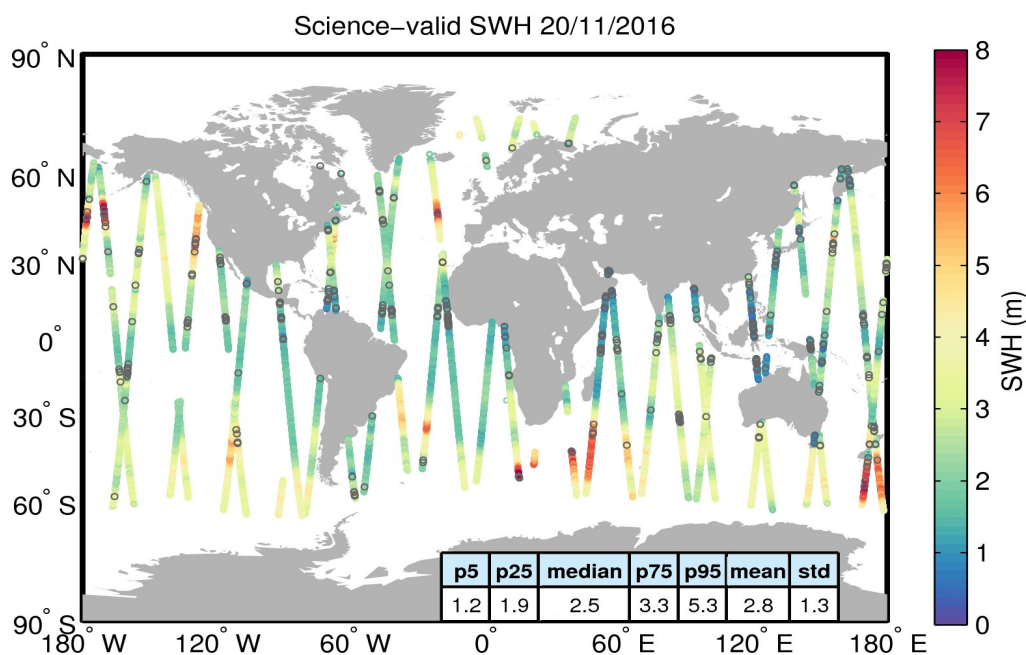 Science−valid SWH 20/11/2016
90° N
60° N
30° N
0°
30° S
60° S
90° S
180° W
120° W
60° W
0°
60° E
120° E
180° E
p5 p25 median p75 p95 mean std
1.2 1.9 2.5 3.3 5.3 2.8 1.3
8
7
6
5
4
3
2
1
0
SWH (m)